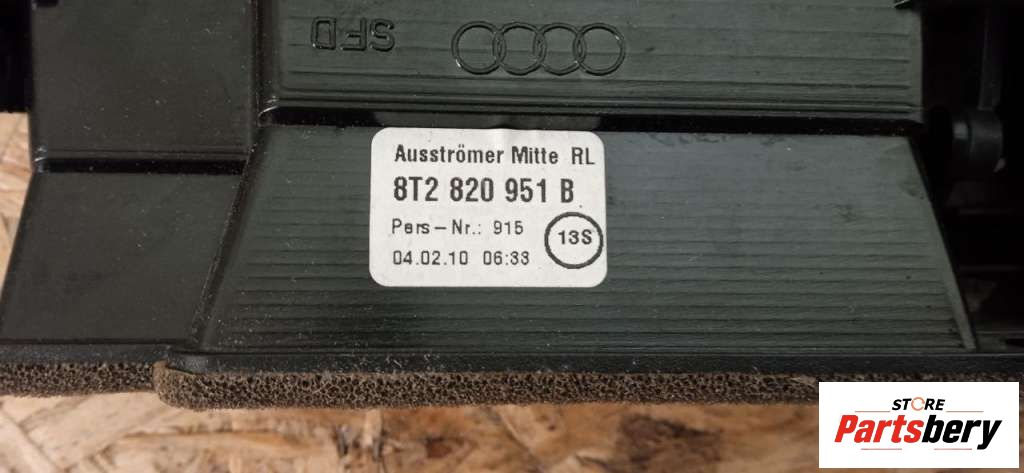 SFD
Ausströmer Mitte RL
8T2 820 951 B
Pers-Nr.: 915
13S
04.02.10 06:33
STORE
Partsbery